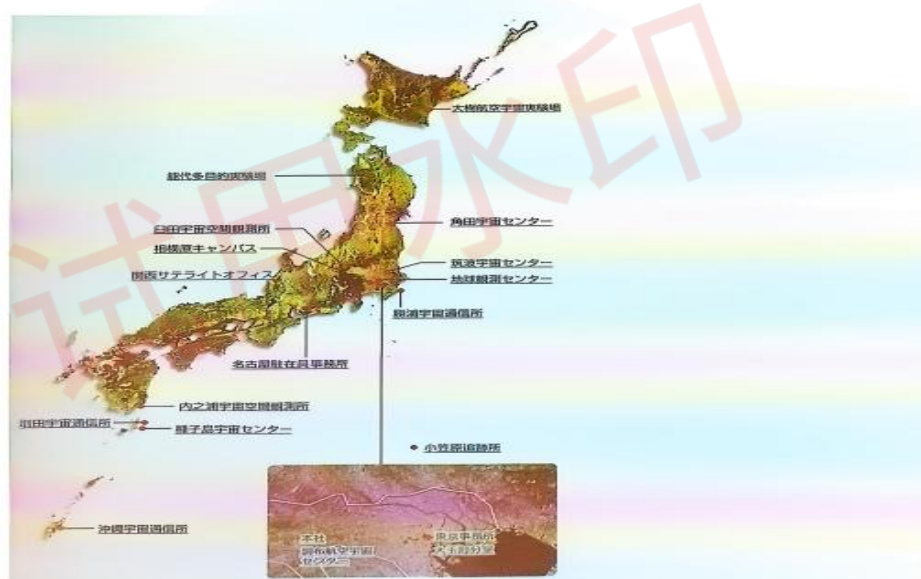 試用水印
大樹航空宇宙実験場
能代多目的実験場
角田宇宙センター
臼田宇宙空間観測所
相模原キャンパス
関西サテライトオフィス
筑波宇宙センター
地球観測センター
勝浦宇宙通信所
名古屋駐在員事務所
内之浦宇宙空間観測所
種子島宇宙センター
小笠原追跡所
沖縄宇宙通信所
本社
調布航空宇宙
センター
東京事務所